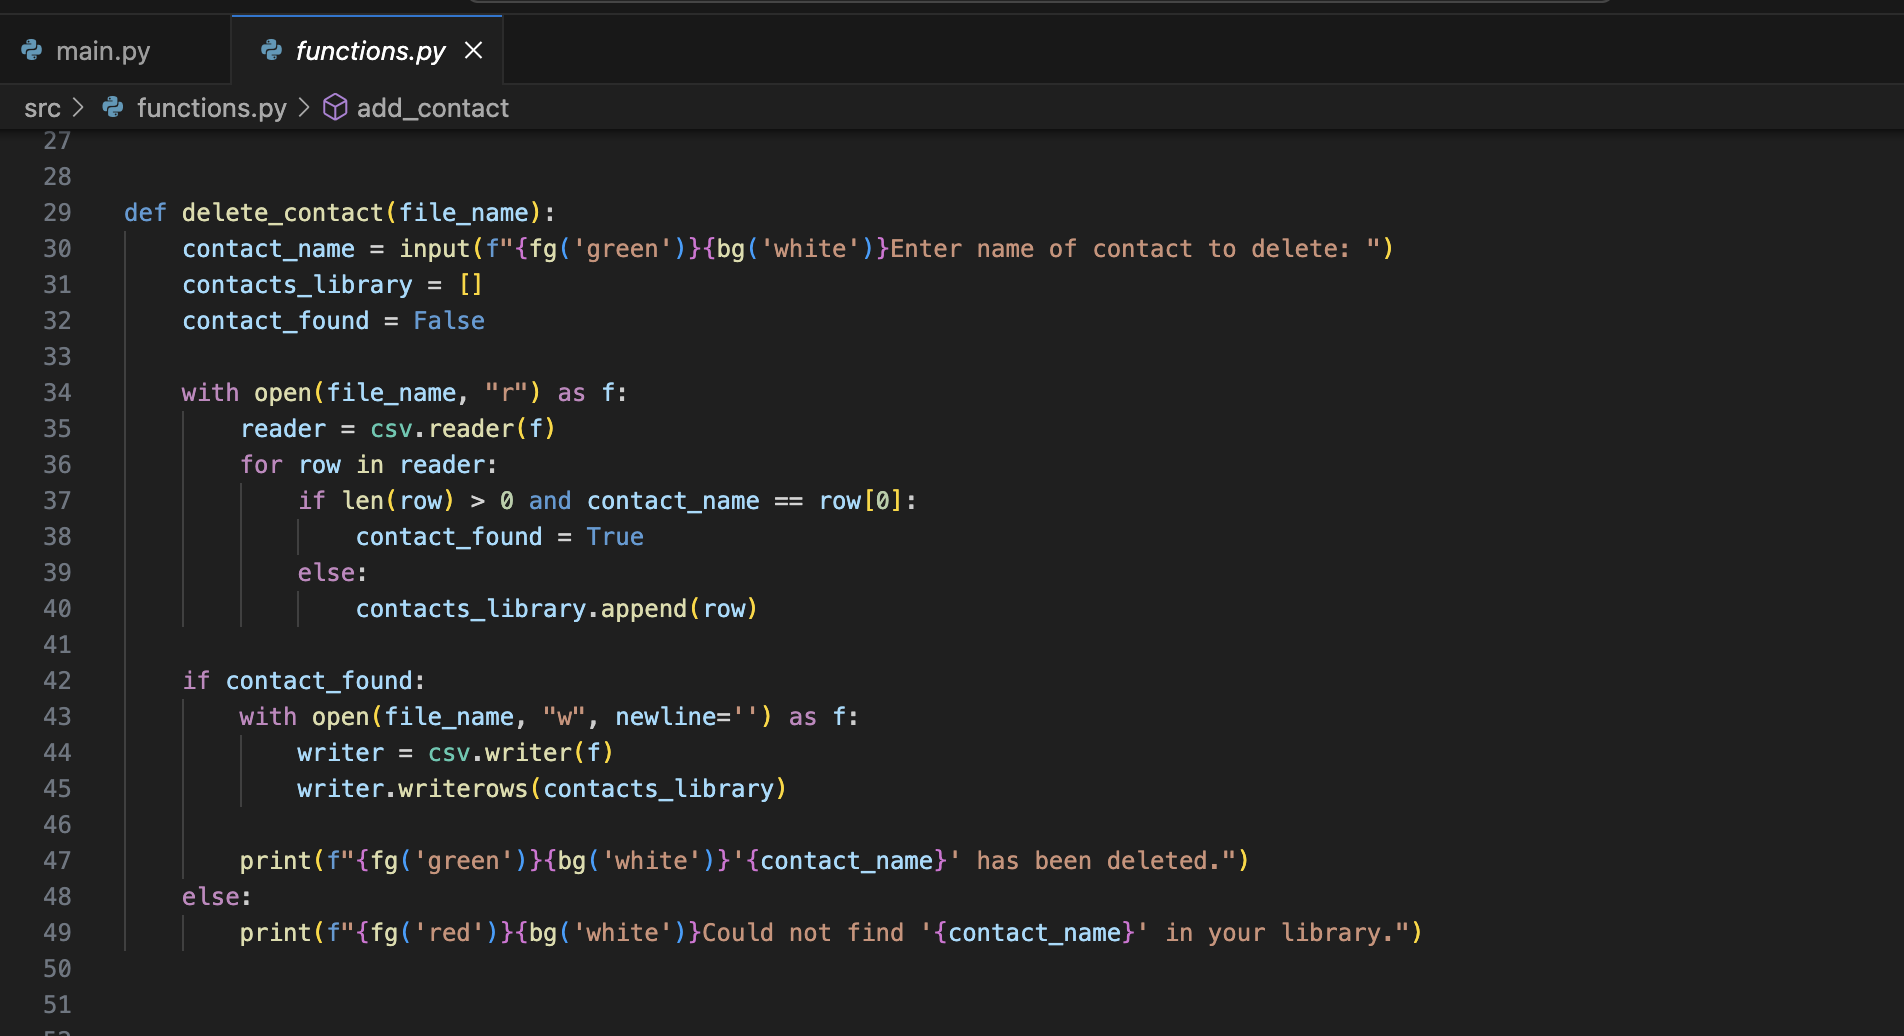 main.py
functions.py
src > functions.py > add_contact
27
28
29 def delete_contact(file_name):
30     contact_name = input(f"{fg('green')}{bg('white')}Enter name of contact to delete: ")
31     contacts_library = []
32     contact_found = False
33
34     with open(file_name, "r") as f:
35         reader = csv.reader(f)
36         for row in reader:
37             if len(row) > 0 and contact_name == row[0]:
38                 contact_found = True
39             else:
40                 contacts_library.append(row)
41
42     if contact_found:
43         with open(file_name, "w", newline='') as f:
44             writer = csv.writer(f)
45             writer.writerows(contacts_library)
46
47         print(f"{fg('green')}{bg('white')}'{contact_name}' has been deleted.")
48     else:
49         print(f"{fg('red')}{bg('white')}Could not find '{contact_name}' in your library.")
50
51